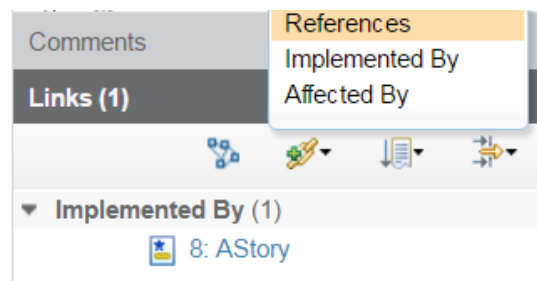 References
Comments
Implemented By
Links (1)
Affected By
Implemented By (1)
8: AStory